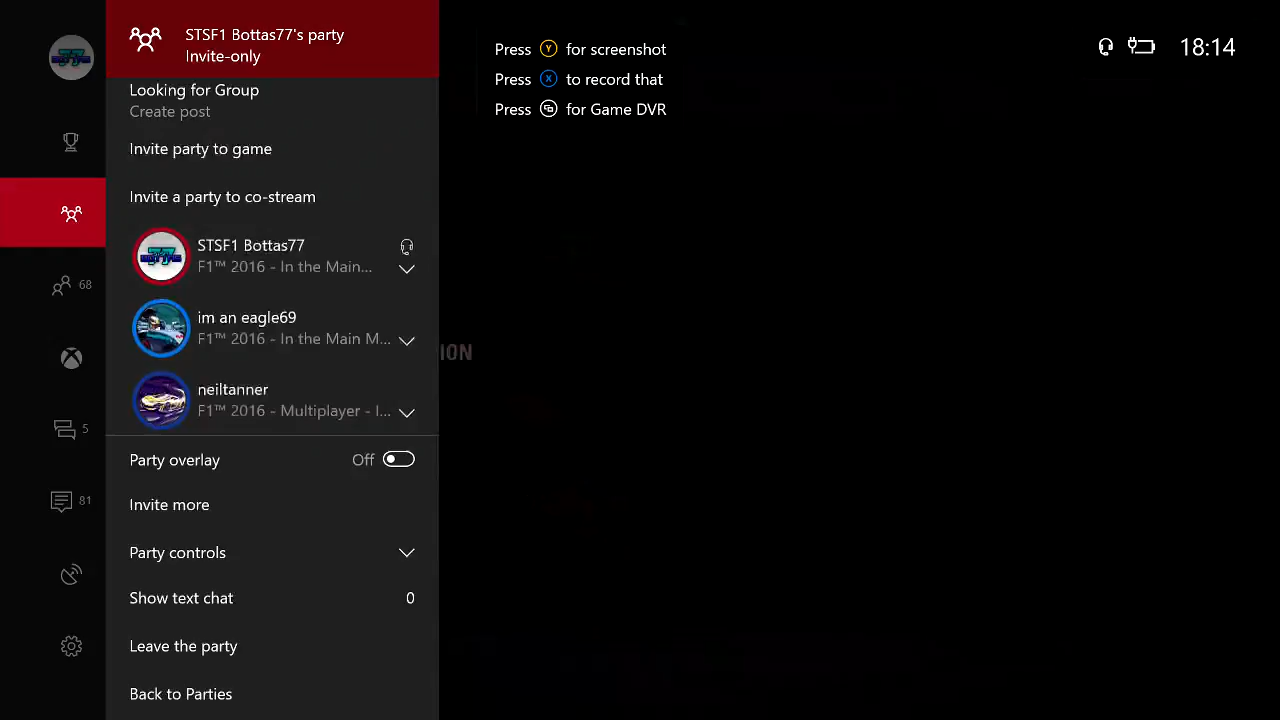 STSF1 Bottas77's party
Invite-only
Looking for Group
Create post
Invite party to game
Invite a party to co-stream
STSF1 Bottas77
F1™ 2016 - In the Main...
im an eagle69
F1™ 2016 - In the Main M...
neiltanner
F1™ 2016 - Multiplayer - I...
Party overlay Off
Invite more
Party controls
Show text chat 0
Leave the party
Back to Parties
68
5
81
Press Y for screenshot
Press X to record that
Press for Game DVR
18:14
ION
77